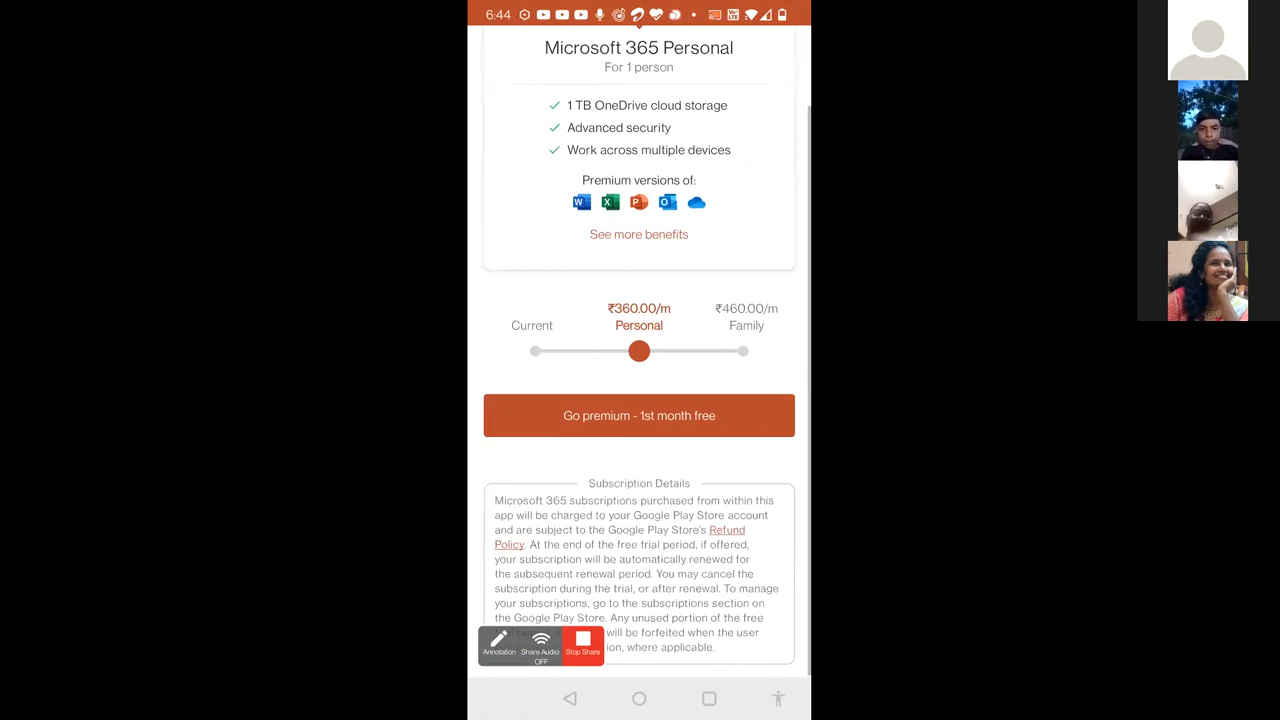 6:44
Microsoft 365 Personal
For 1 person
1 TB OneDrive cloud storage
Advanced security
Work across multiple devices
Premium versions of:
See more benefits
₹360.00/m ₹460.00/m
Current Personal Family
Go premium - 1st month free
Subscription Details
Microsoft 365 subscriptions purchased from within this
app will be charged to your Google Play Store account
and are subject to the Google Play Store's Refund
Policy. At the end of the free trial period, if offered,
your subscription will be automatically renewed for
the subsequent renewal period. You may cancel the
subscription during the trial, or after renewal. To manage
your subscriptions, go to the subscriptions section on
the Google Play Store. Any unused portion of the free
will be forfeited when the user
ion, where applicable.
Annotation Share Audio: OFF Stop Share